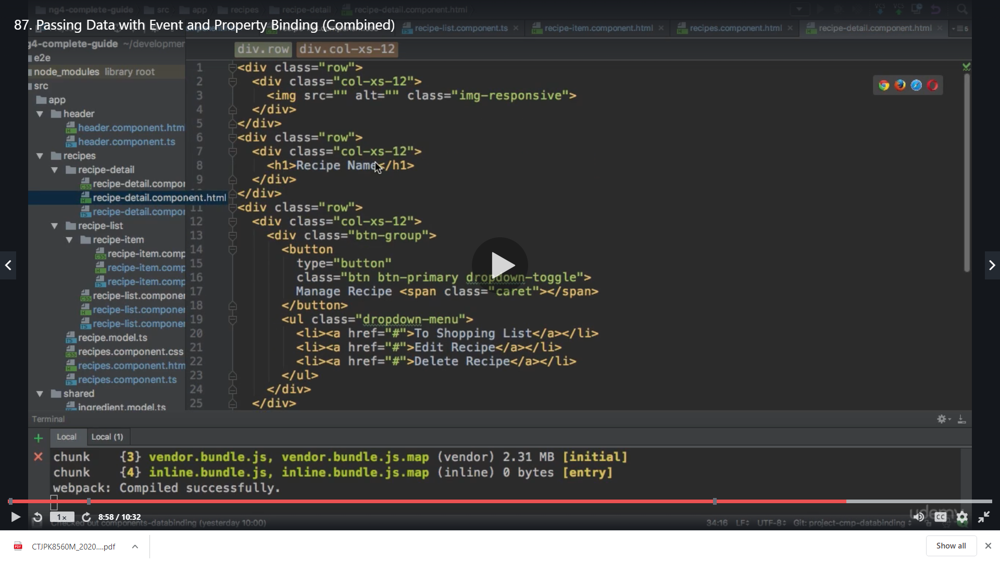 ng4-complete-guide src app recipes recipe-detail recipe-detail.component.html
87. Passing Data with Event and Property Binding (Combined)
recipe-list.component.ts recipe-item.component.html recipes.component.html recipe-detail.component.html 5
g4-complete-guide ~/developmen
div.row div.col-xs-12
e2e
node_modules library root
src
app
header
header.component.htm
header.component.ts
recipes
recipe-detail
recipe-detail.compor
recipe-detail.component.html
recipe-detail.compor
recipe-list
recipe-item
recipe-item.comp
recipe-item.comp
recipe-item.comp
recipe-list.componer
recipe-list.componer
recipe-list.componer
recipe.model.ts
recipes.component.css
recipes.component.htm
recipes.component.ts
shared
ingredient.model.ts
1 <div class="row">
2 <div class="col-xs-12">
3 <img src="" alt="" class="img-responsive">
4 </div>
5 </div>
6 <div class="row">
7 <div class="col-xs-12">
8 <h1>Recipe Name</h1>
9 </div>
</div>
11 <div class="row">
12 <div class="col-xs-12">
13 <div class="btn-group">
14 <button
15 type="button"
16 class="btn btn-primary dropdown-toggle">
17 Manage Recipe <span class="caret"></span>
18 </button>
19 <ul class="dropdown-menu">
20 <li><a href="#">To Shopping List</a></li>
21 <li><a href="#">Edit Recipe</a></li>
22 <li><a href="#">Delete Recipe</a></li>
23 </ul>
24 </div>
25 </div>
Terminal
Local Local (1)
chunk {3} vendor.bundle.js, vendor.bundle.js.map (vendor) 2.31 MB [initial]
chunk {4} inline.bundle.js, inline.bundle.js.map (inline) 0 bytes [entry]
webpack: Compiled successfully.
udemy
1× 8:58 / 10:32 CC
Checked out components-databinding (yesterday 10:00) 34:16 LF UTF-8 Git: project-cmp-databinding
PDF CTJPK8560M_2020....pdf Show all